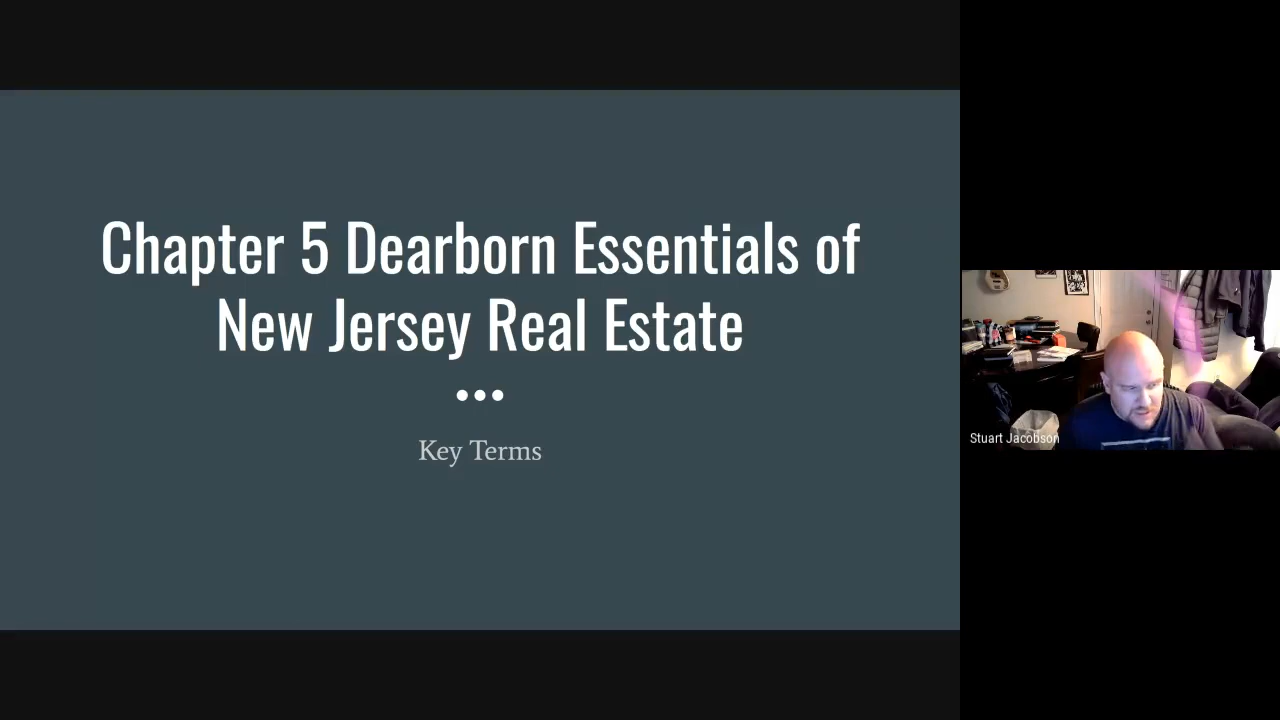 Chapter 5 Dearborn Essentials of
New Jersey Real Estate
Key Terms
Stuart Jacobson